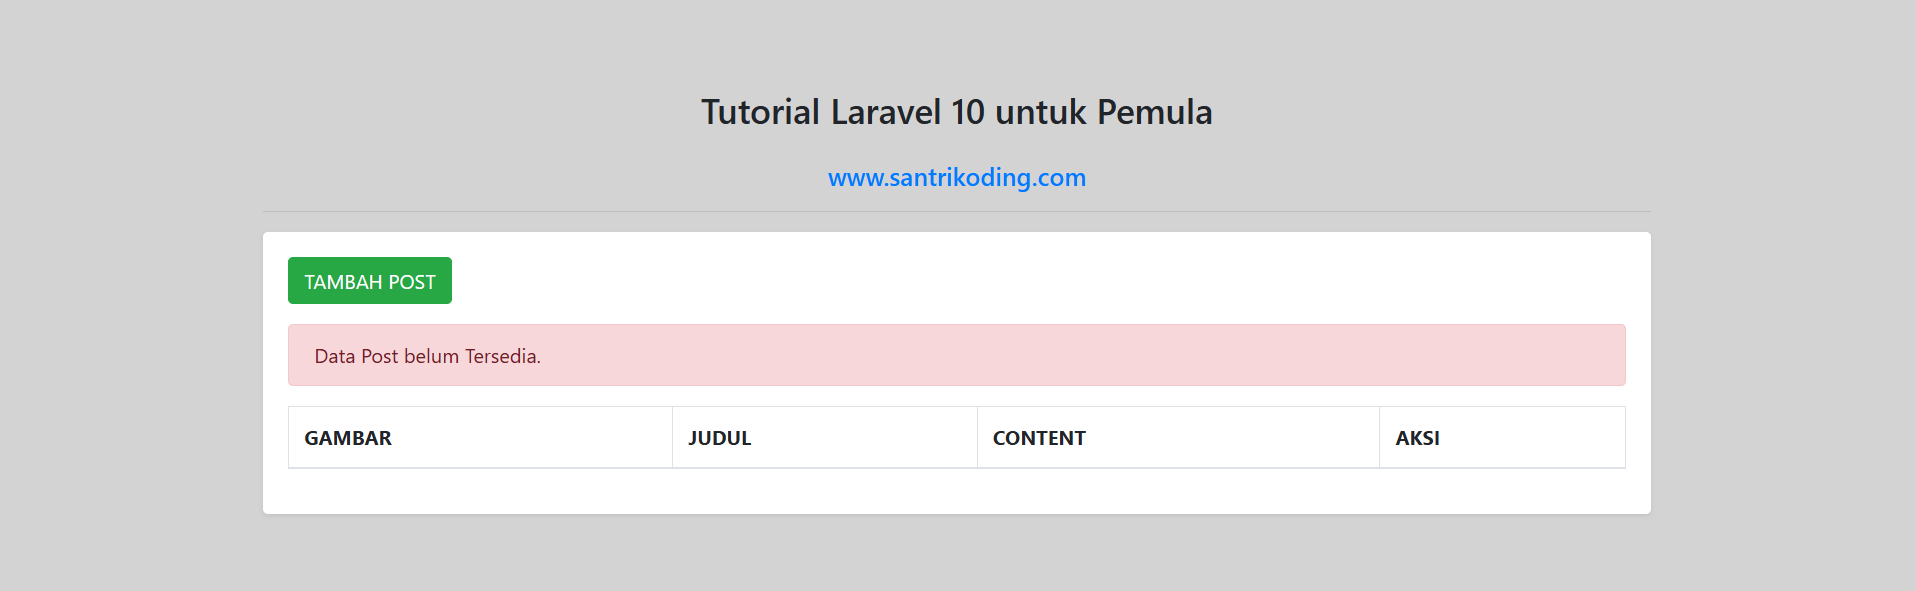 Tutorial Laravel 10 untuk Pemula
www.santrikoding.com
TAMBAH POST
Data Post belum Tersedia.
GAMBAR JUDUL CONTENT AKSI